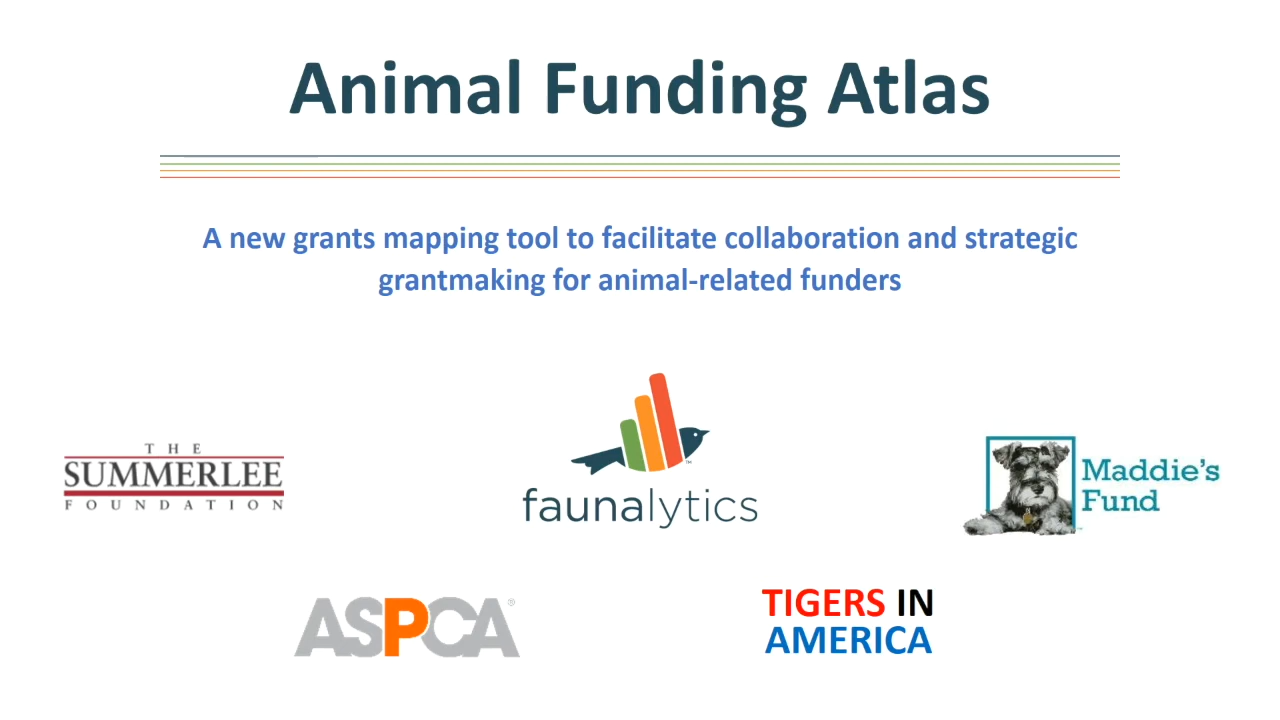 Animal Funding Atlas
A new grants mapping tool to facilitate collaboration and strategic
grantmaking for animal-related funders
THE
SUMMERLEE
FOUNDATION
faunalytics
™
Maddie's
Fund
ASPCA®
TIGERS IN
AMERICA